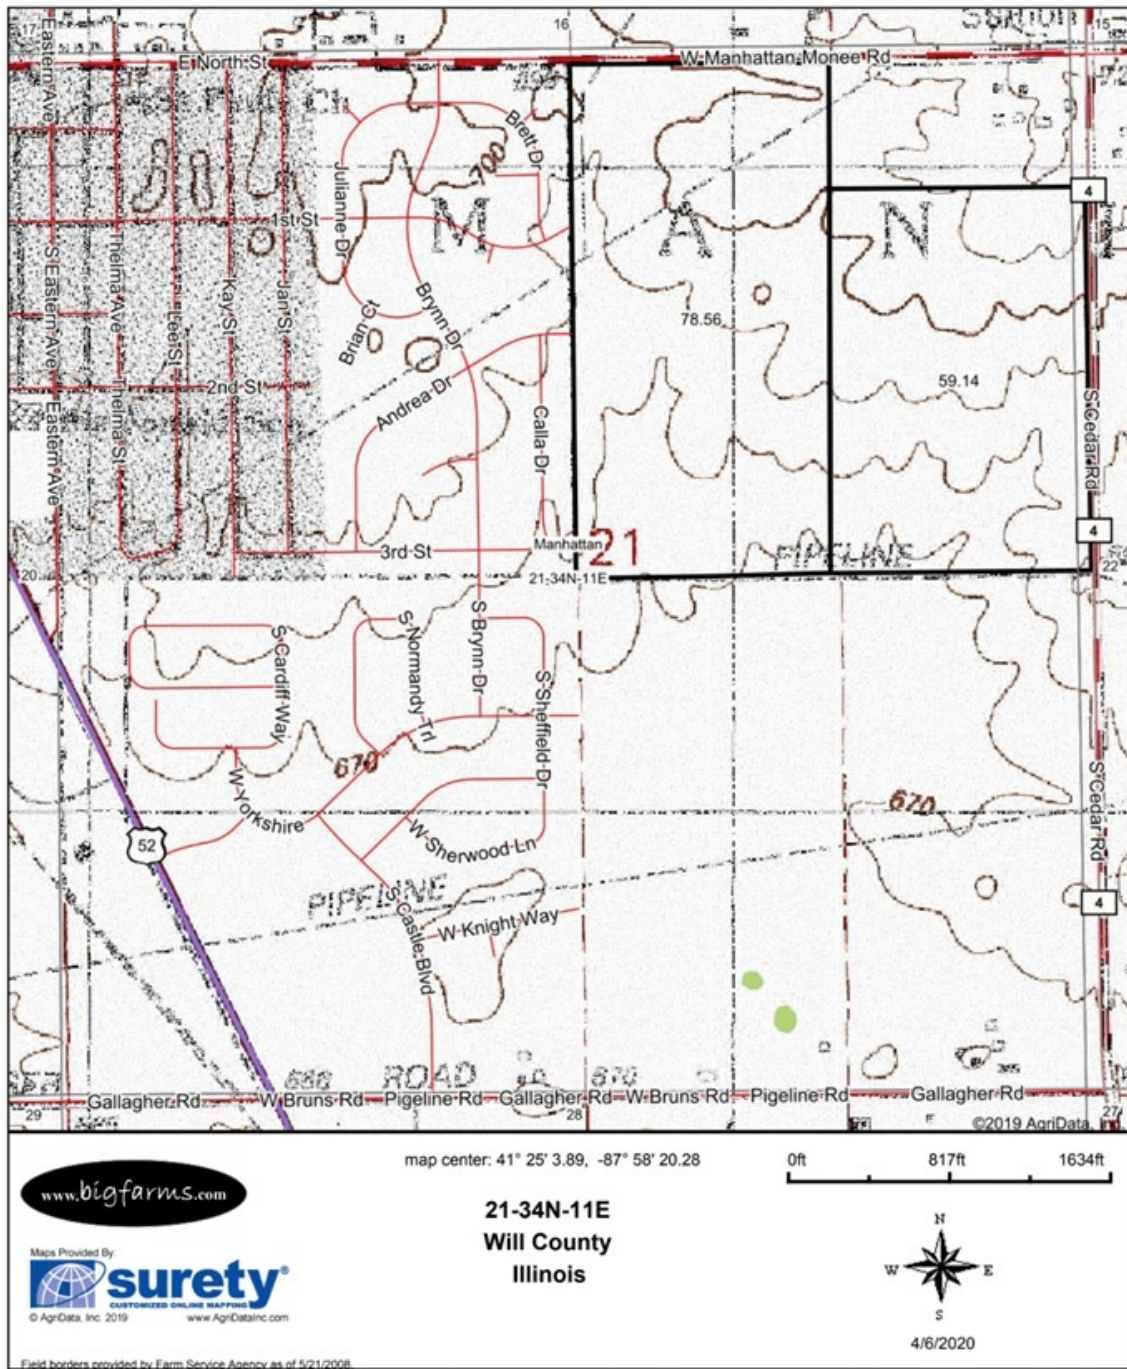 17
16
15
E North St
W Manhattan Monee Rd
Eastern Ave
Brett Dr
700
Julianne Dr
4
1st St
M A N
S Eastern Ave
Thelma Ave
Kay St
Jan St
Lee St
Brynn Dr
Brian Ct
78.56
2nd St
Andrea Dr
59.14
Eastern Ave
Thelma St
Calla Dr
S Cedar Rd
4
3rd St
Manhattan
21
PIPELINE
20
21-34N-11E
22
S Cardiff Way
S Normandy Trl
S Brynn Dr
S Sheffield Dr
670
670
S Cedar Rd
W Yorkshire
52
W Sherwood Ln
PIPELINE
S Castle Blvd
W Knight Way
4
ROAD
670
Gallagher Rd
W Bruns Rd
Pigeline Rd
Gallagher Rd
W Bruns Rd
Pigeline Rd
Gallagher Rd
29
28
27
©2019 AgriData, Inc.
map center: 41° 25' 3.89, -87° 58' 20.28
0ft 817ft 1634ft
www.bigfarms.com
21-34N-11E
Will County
Illinois
N
W E
S
Maps Provided By:
surety®
CUSTOMIZED ONLINE MAPPING
© AgriData, Inc. 2019 www.AgriDataInc.com
4/6/2020
Field borders provided by Farm Service Agency as of 5/21/2008.